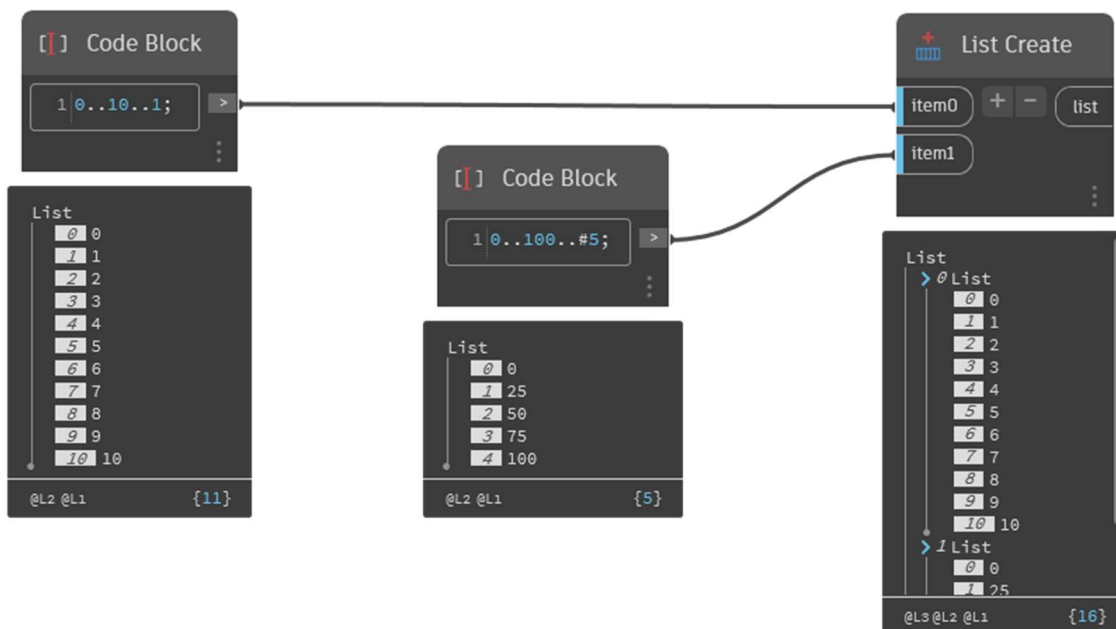 Code Block
1 0..10..1;
>
List
0 0
1 1
2 2
3 3
4 4
5 5
6 6
7 7
8 8
9 9
10 10
@L2 @L1 {11}
Code Block
1 0..100..#5;
>
List
0 0
1 25
2 50
3 75
4 100
@L2 @L1 {5}
List Create
item0 + − list
item1
List
0 List
0 0
1 1
2 2
3 3
4 4
5 5
6 6
7 7
8 8
9 9
10 10
1 List
0 0
1 25
@L3 @L2 @L1 {16}